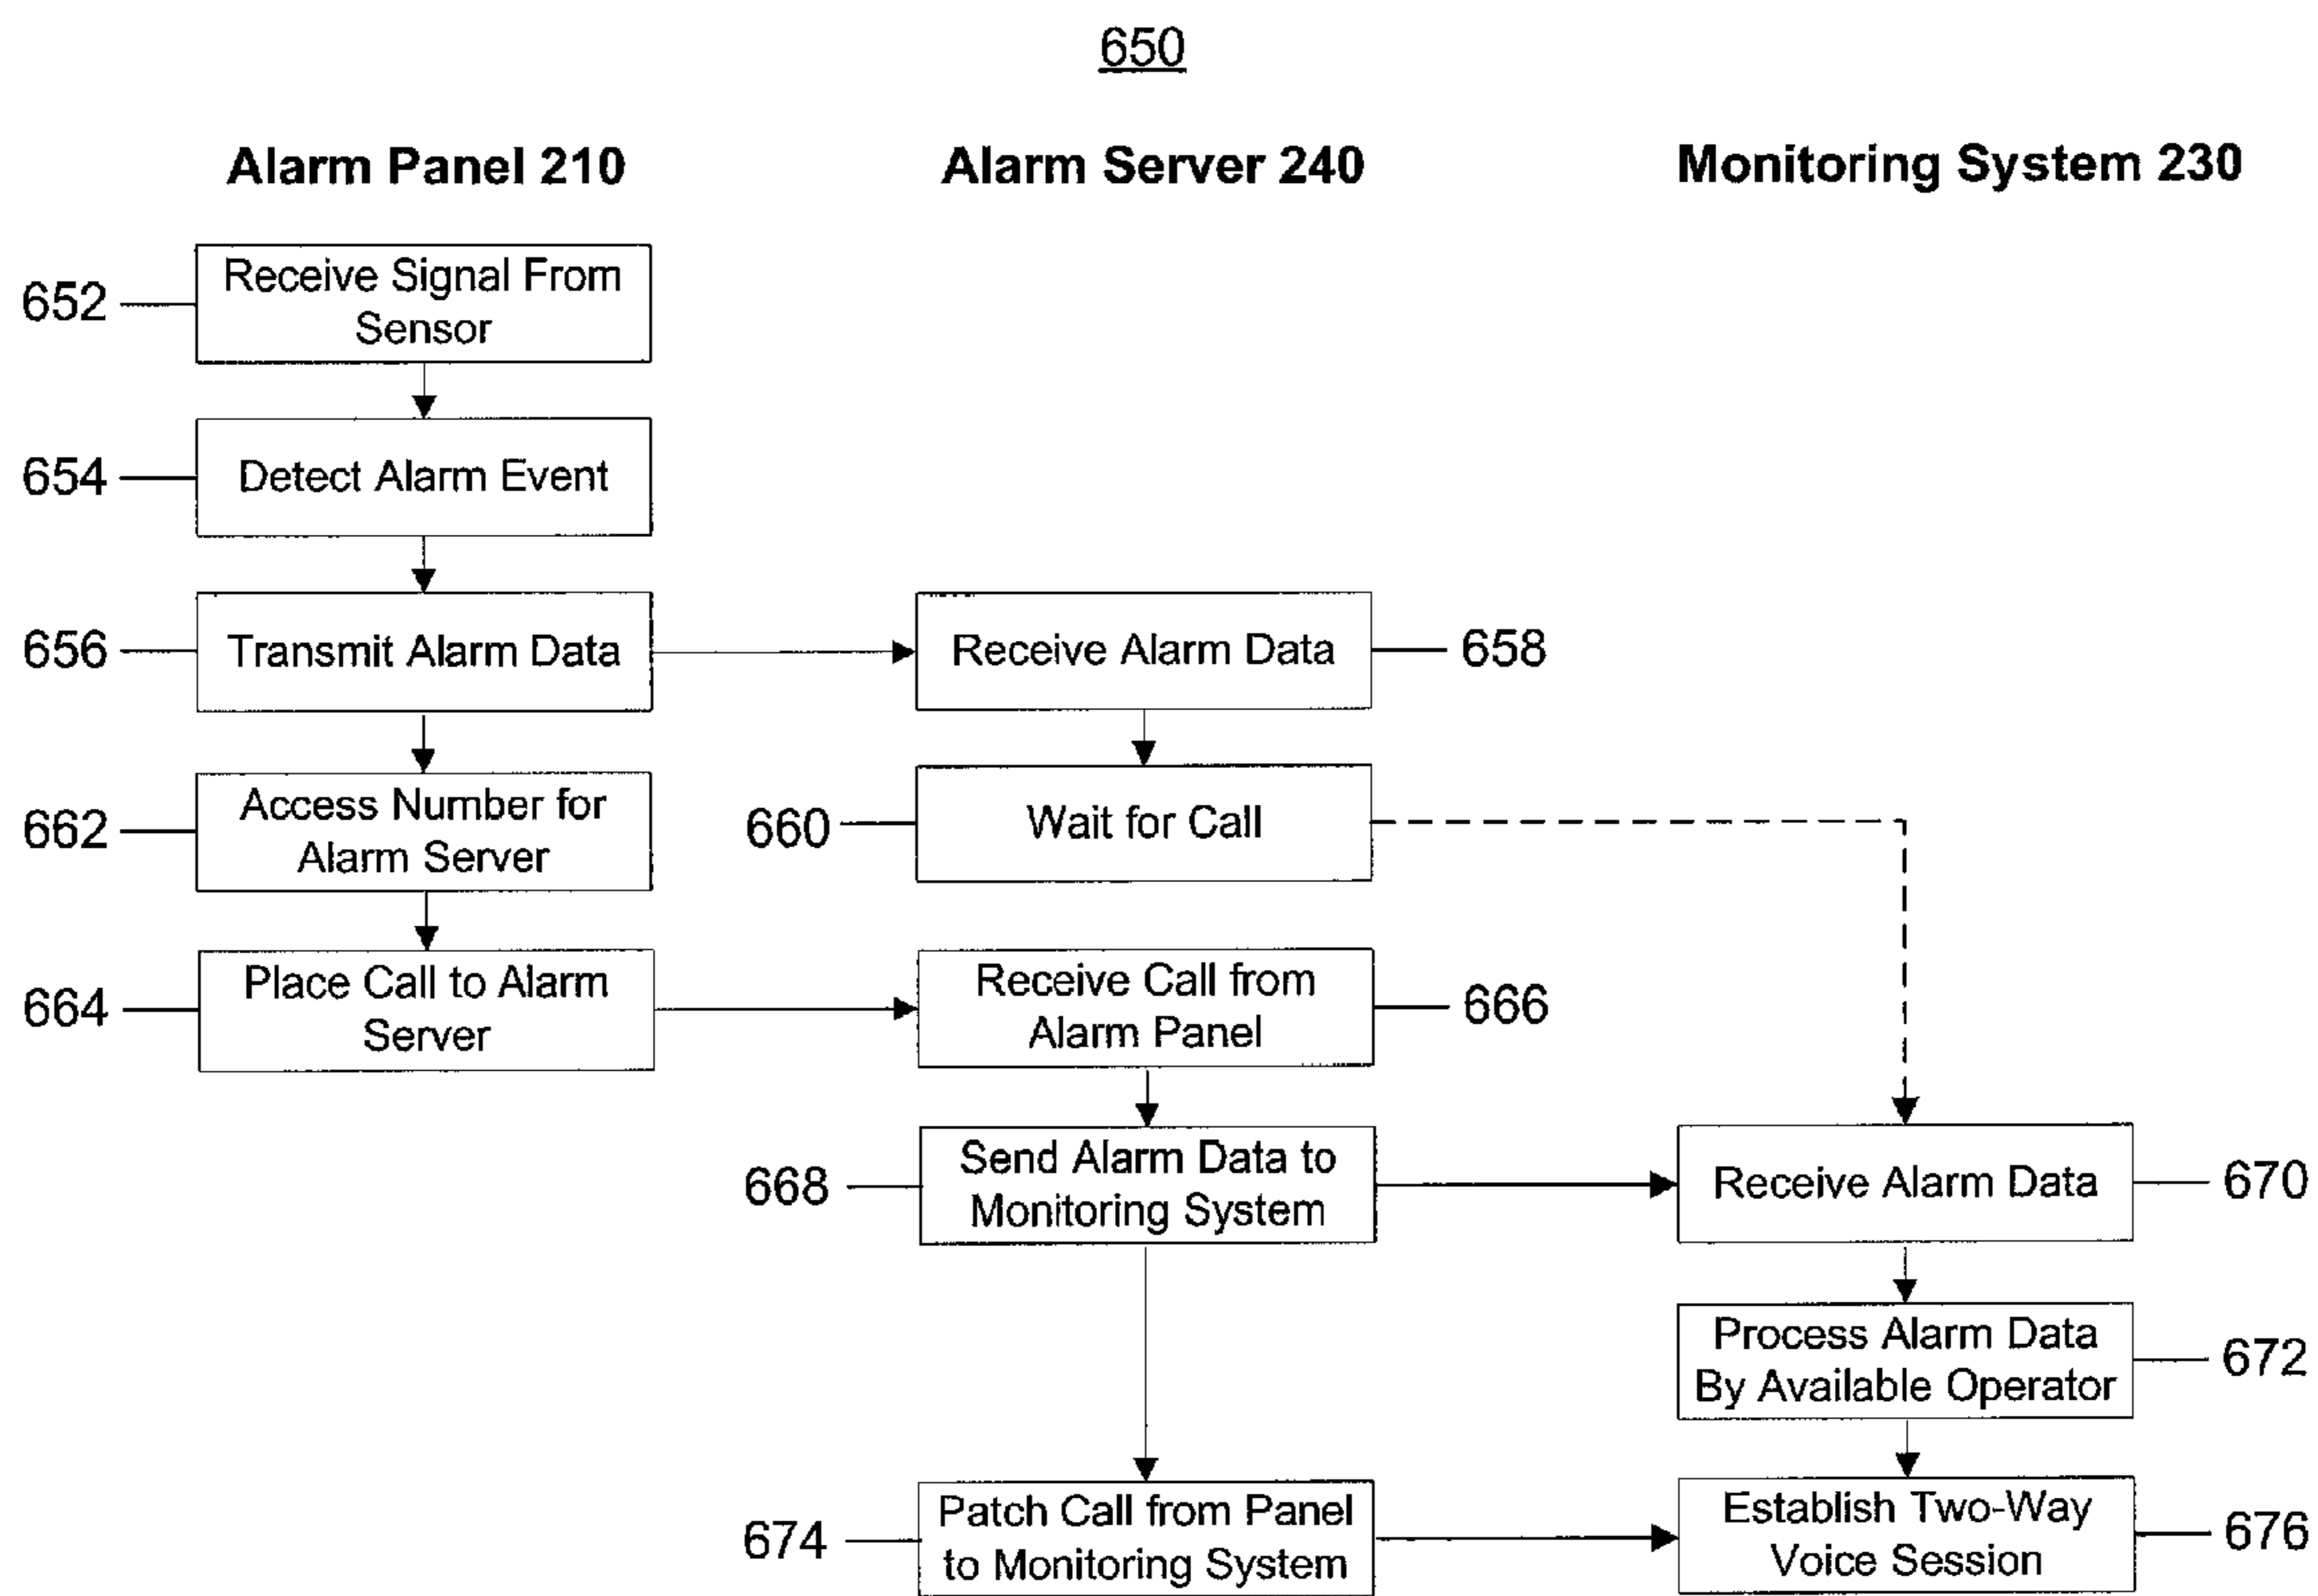 650
Alarm Panel 210
Alarm Server 240
Monitoring System 230
652
Receive Signal From
Sensor
654
Detect Alarm Event
656
Transmit Alarm Data
Receive Alarm Data
658
662
Access Number for
Alarm Server
660
Wait for Call
664
Place Call to Alarm
Server
Receive Call from
Alarm Panel
666
668
Send Alarm Data to
Monitoring System
Receive Alarm Data
670
Process Alarm Data
By Available Operator
672
674
Patch Call from Panel
to Monitoring System
Establish Two-Way
Voice Session
676